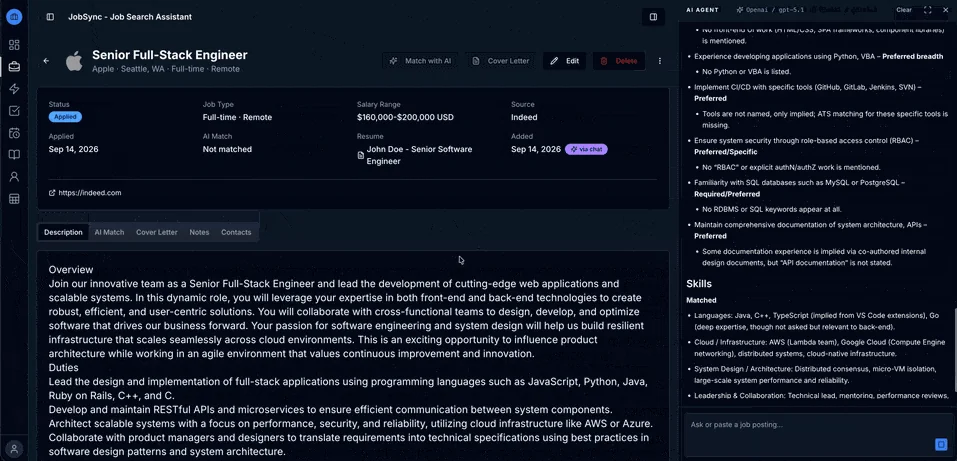 JobSync - Job Search Assistant
Senior Full-Stack Engineer
Apple · Seattle, WA · Full-time · Remote
Match with AI
Cover Letter
Edit
Delete
Status
Applied
Job Type
Full-time · Remote
Salary Range
$160,000-$200,000 USD
Source
Indeed
Applied
Sep 14, 2026
AI Match
Not matched
Resume
John Doe - Senior Software
Engineer
Added
Sep 14, 2026
via chat
https://indeed.com
Description
AI Match
Cover Letter
Notes
Contacts
Overview
Join our innovative team as a Senior Full-Stack Engineer and lead the development of cutting-edge web applications and
scalable systems. In this dynamic role, you will leverage your expertise in both front-end and back-end technologies to create
robust, efficient, and user-centric solutions. You will collaborate with cross-functional teams to design, develop, and optimize
software that drives our business forward. Your passion for software engineering and system design will help us build resilient
infrastructure that scales seamlessly across cloud environments. This is an exciting opportunity to influence product
architecture while working in an agile environment that values continuous improvement and innovation.
Duties
Lead the design and implementation of full-stack applications using programming languages such as JavaScript, Python, Java,
Ruby on Rails, C++, and C.
Develop and maintain RESTful APIs and microservices to ensure efficient communication between system components.
Architect scalable systems with a focus on performance, security, and reliability, utilizing cloud infrastructure like AWS or Azure.
Collaborate with product managers and designers to translate requirements into technical specifications using best practices in
software design patterns and system architecture.
AI AGENT
Openai / gpt-5.1
Clear
No front-end UI work (HTML/CSS, SPA frameworks, component libraries)
is mentioned.
• Experience developing applications using Python, VBA – Preferred breadth
• No Python or VBA is listed.
• Implement CI/CD with specific tools (GitHub, GitLab, Jenkins, SVN) –
Preferred
• Tools are not named, only implied; ATS matching for these specific tools is
missing.
• Ensure system security through role-based access control (RBAC) –
Preferred/Specific
• No “RBAC” or explicit authN/authZ work is mentioned.
• Familiarity with SQL databases such as MySQL or PostgreSQL –
Required/Preferred
• No RDBMS or SQL keywords appear at all.
• Maintain comprehensive documentation of system architecture, APIs –
Preferred
• Some documentation experience is implied via co-authored internal
design documents, but “API documentation” is not stated.
Skills
Matched
• Languages: Java, C++, TypeScript (implied from VS Code extensions), Go
(deep expertise, though not asked but relevant to back-end).
• Cloud / Infrastructure: AWS (Lambda team), Google Cloud (Compute Engine
networking), distributed systems, cloud-native infrastructure.
• System Design / Architecture: Distributed consensus, micro-VM isolation,
large-scale system performance and reliability.
• Leadership & Collaboration: Technical lead, mentoring, performance reviews,
Ask or paste a job posting...